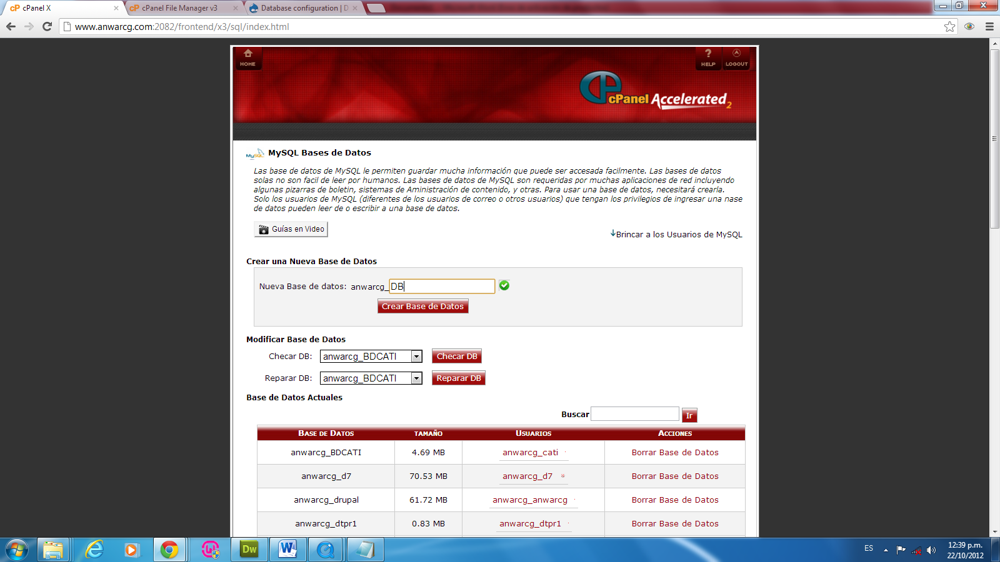 cPanel X
cPanel File Manager v3
Database configuration | D
www.anwarcg.com:2082/frontend/x3/sql/index.html
HOME
HELP
LOGOUT
cPanel Accelerated 2
MySQL MySQL Bases de Datos
Las base de datos de MySQL le permiten guardar mucha información que puede ser accesada facilmente. Las bases de datos
solas no son facil de leer por humanos. Las bases de datos de MySQL son requeridas por muchas aplicaciones de red incluyendo
algunas pizarras de boletin, sistemas de Aministración de contenido, y otras. Para usar una base de datos, necesitará crearla.
Solo los usuarios de MySQL (diferentes de los usuarios de correo o otros usuarios) que tengan los privilegios de ingresar una nase
de datos pueden leer de o escribir a una base de datos.
Guías en Video
Brincar a los Usuarios de MySQL
Crear una Nueva Base de Datos
Nueva Base de datos: anwarcg_DB
Crear Base de Datos
Modificar Base de Datos
Checar DB: anwarcg_BDCATI Checar DB
Reparar DB: anwarcg_BDCATI Reparar DB
Base de Datos Actuales
Buscar Ir
BASE DE DATOS TAMAÑO USUARIOS ACCIONES
anwarcg_BDCATI 4.69 MB anwarcg_cati Borrar Base de Datos
anwarcg_d7 70.53 MB anwarcg_d7 Borrar Base de Datos
anwarcg_drupal 61.72 MB anwarcg_anwarcg Borrar Base de Datos
anwarcg_dtpr1 0.83 MB anwarcg_dtpr1 Borrar Base de Datos
Dw
W
ES
12:39 p.m.
22/10/2012